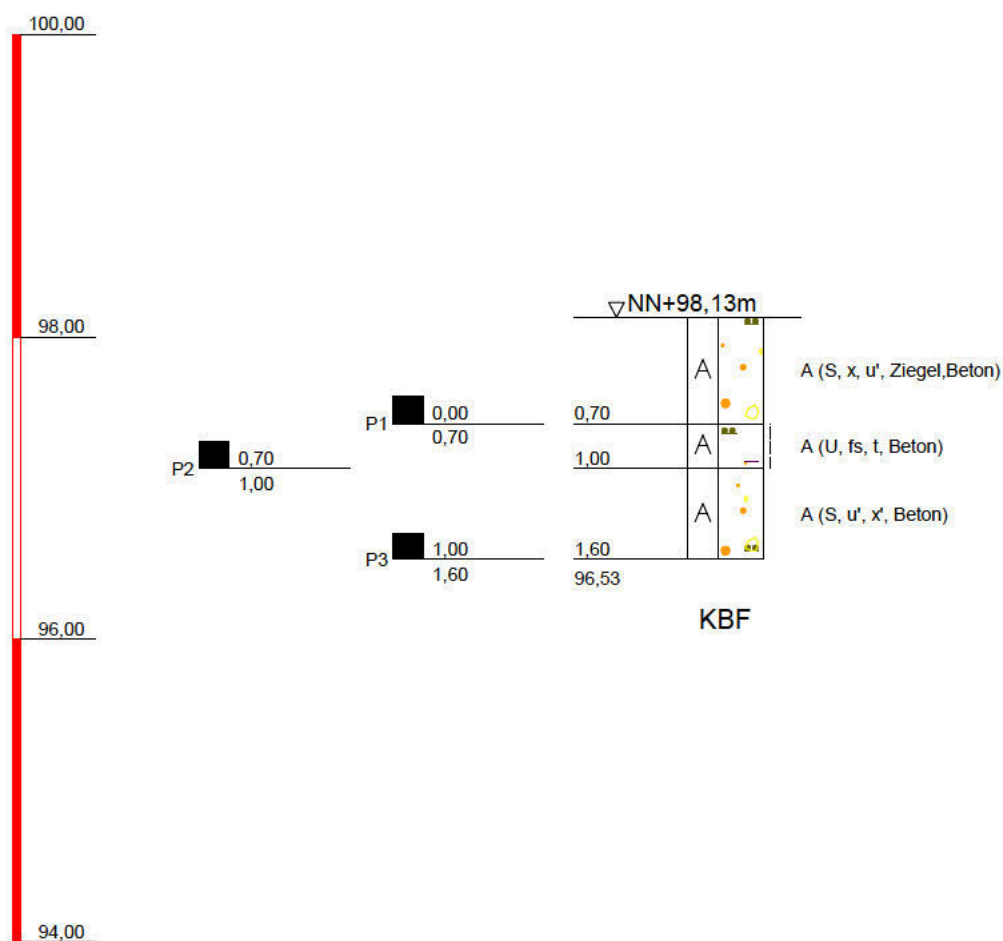 100,00
NN+98,13m
98,00
A
A (S, x, u', Ziegel,Beton)
P1
0,00
0,70
0,70
A
A (U, fs, t, Beton)
P2
0,70
1,00
1,00
A
A (S, u', x', Beton)
P3
1,00
1,60
1,60
96,53
KBF
96,00
94,00